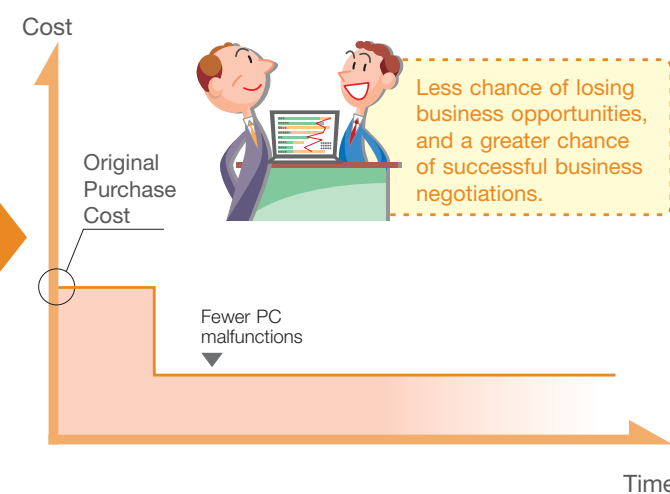 Cost
Less chance of losing
business opportunities,
and a greater chance
of successful business
negotiations.
Original
Purchase
Cost
Fewer PC
malfunctions
Time